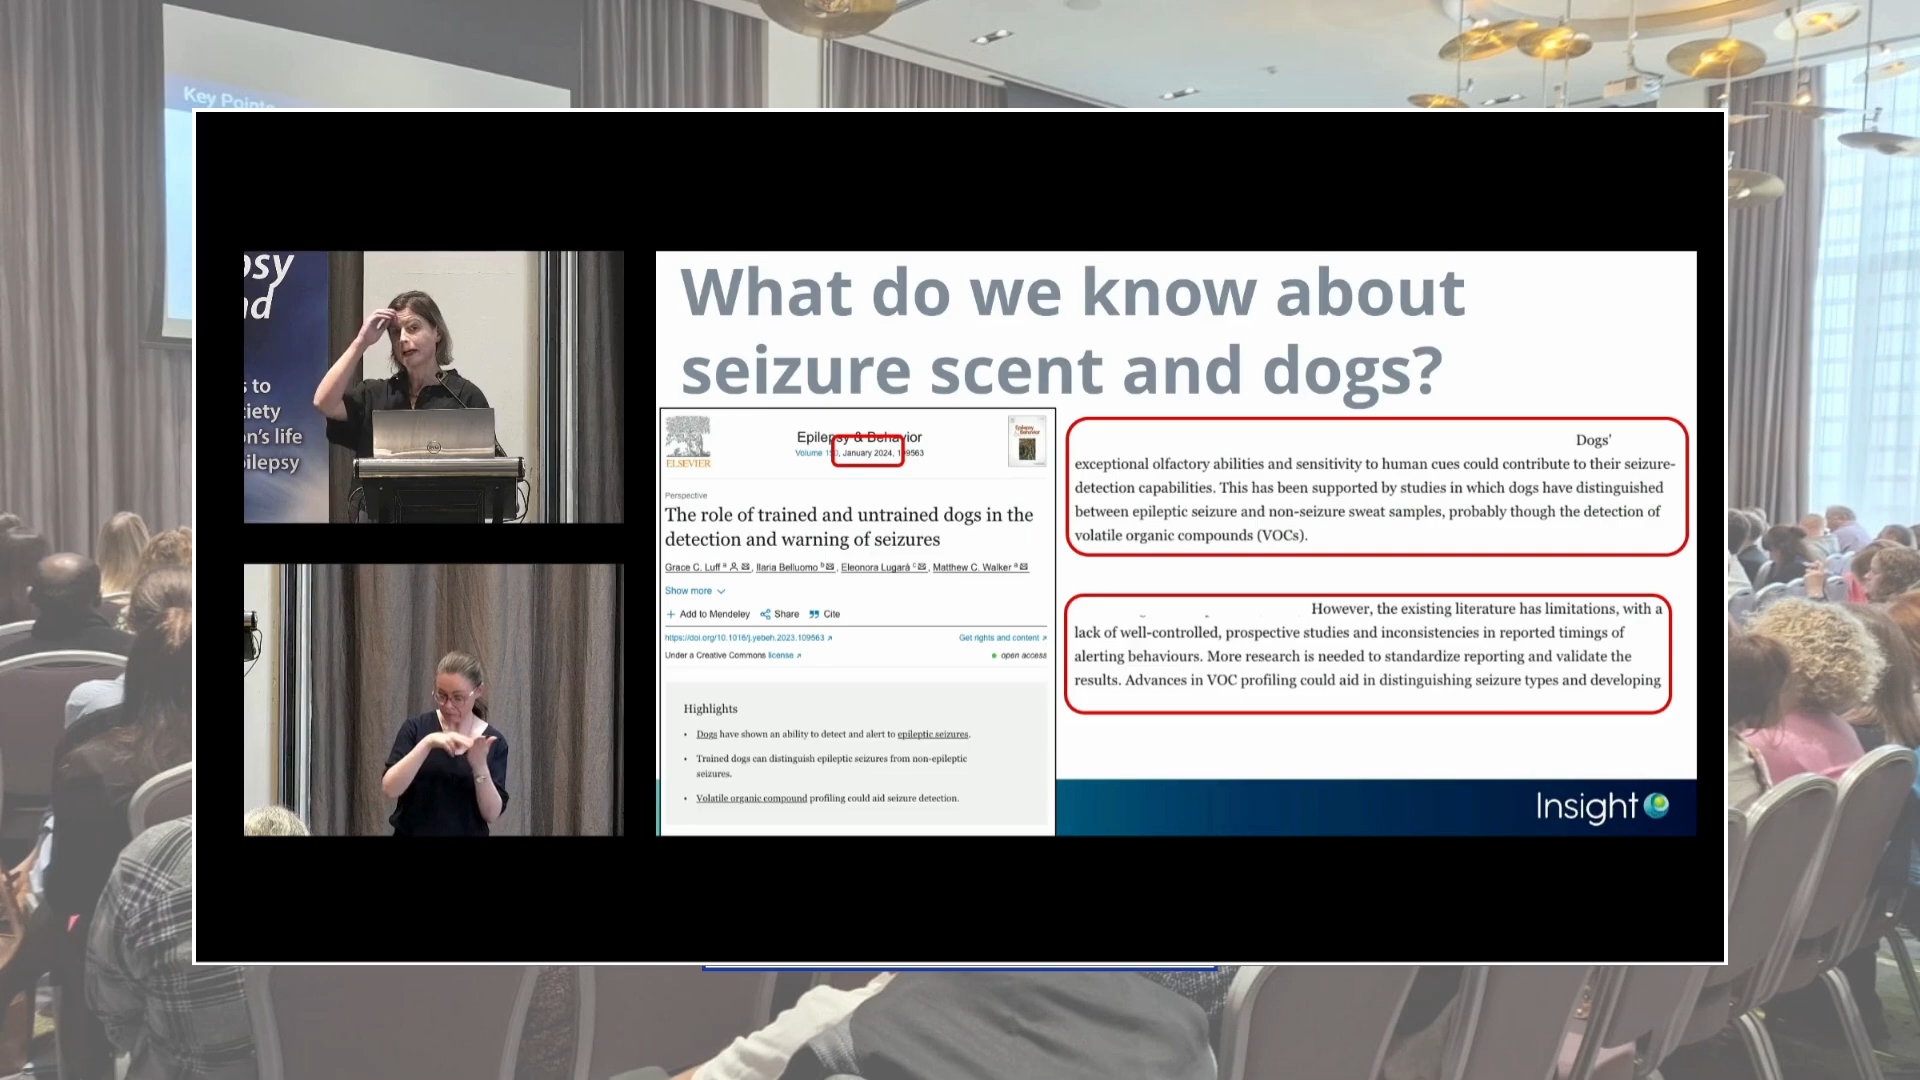 Key Points
psy
nd
s to
iety
n's life
ilepsy
What do we know about
seizure scent and dogs?
ELSEVIER
Epilepsy & Behavior
Volume 150, January 2024, 109563
Perspective
The role of trained and untrained dogs in the
detection and warning of seizures
Grace C. Luff a, Ilaria Belluomo b, Eleonora Lugarà c, Matthew C. Walker a
Show more
+ Add to Mendeley Share Cite
https://doi.org/10.1016/j.yebeh.2023.109563 Get rights and content
Under a Creative Commons license open access
Highlights
• Dogs have shown an ability to detect and alert to epileptic seizures.
• Trained dogs can distinguish epileptic seizures from non-epileptic
seizures.
• Volatile organic compound profiling could aid seizure detection.
Dogs'
exceptional olfactory abilities and sensitivity to human cues could contribute to their seizure-
detection capabilities. This has been supported by studies in which dogs have distinguished
between epileptic seizure and non-seizure sweat samples, probably though the detection of
volatile organic compounds (VOCs).
However, the existing literature has limitations, with a
lack of well-controlled, prospective studies and inconsistencies in reported timings of
alerting behaviours. More research is needed to standardize reporting and validate the
results. Advances in VOC profiling could aid in distinguishing seizure types and developing
Insight